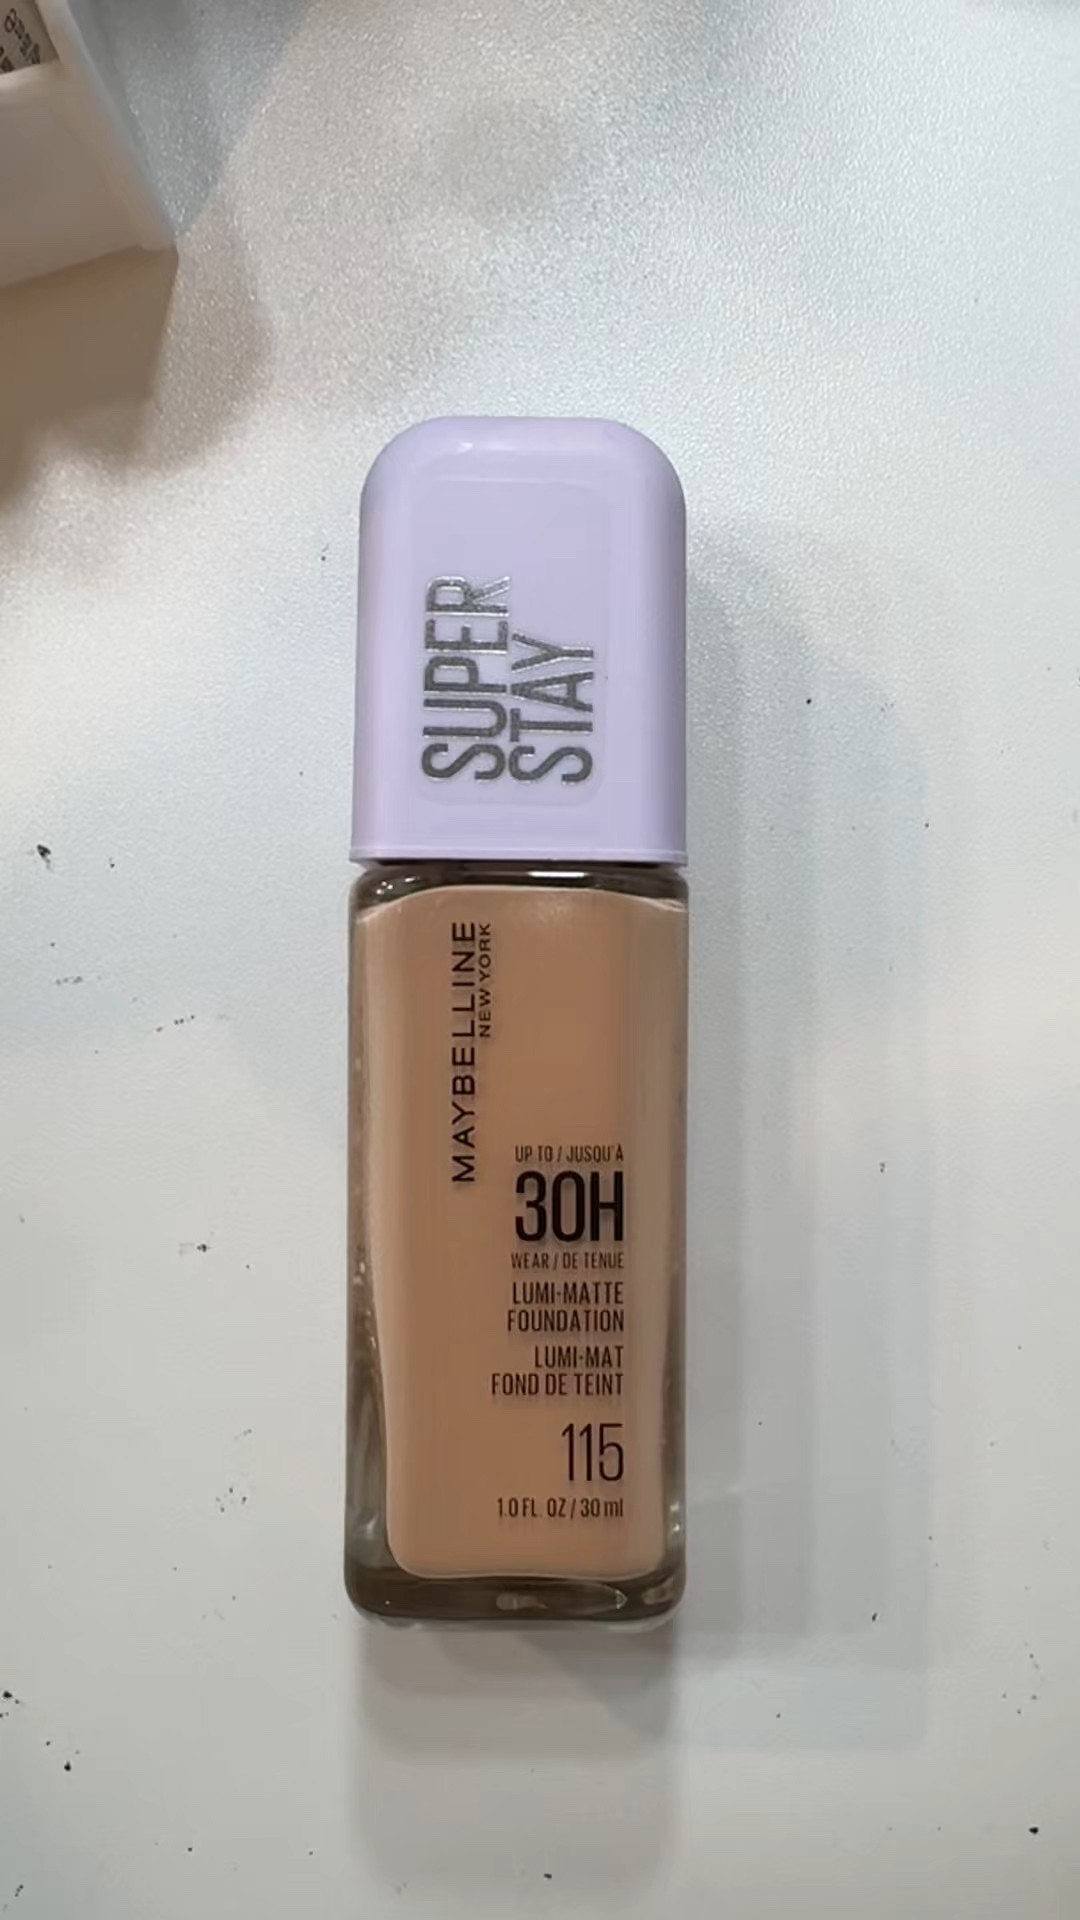 SUPER
STAY
MAYBELLINE
NEW YORK
UP TO / JUSQU'À
30H
WEAR / DE TENUE
LUMI-MATTE
FOUNDATION
LUMI-MAT
FOND DE TEINT
115
1.0 FL. OZ / 30 ml